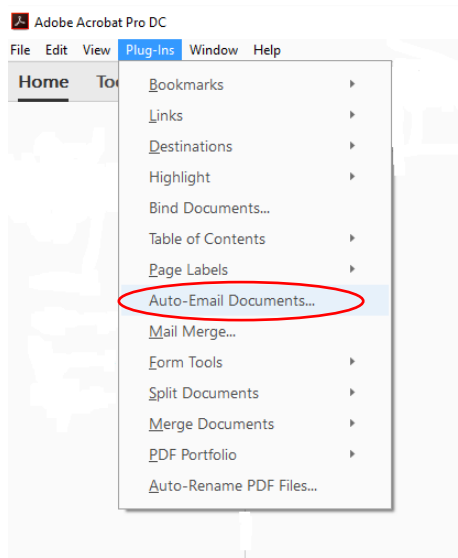 Adobe Acrobat Pro DC
File Edit View Plug-Ins Window Help
Home
Bookmarks
Links
Destinations
Highlight
Bind Documents...
Table of Contents
Page Labels
Auto-Email Documents...
Mail Merge...
Form Tools
Split Documents
Merge Documents
PDF Portfolio
Auto-Rename PDF Files...